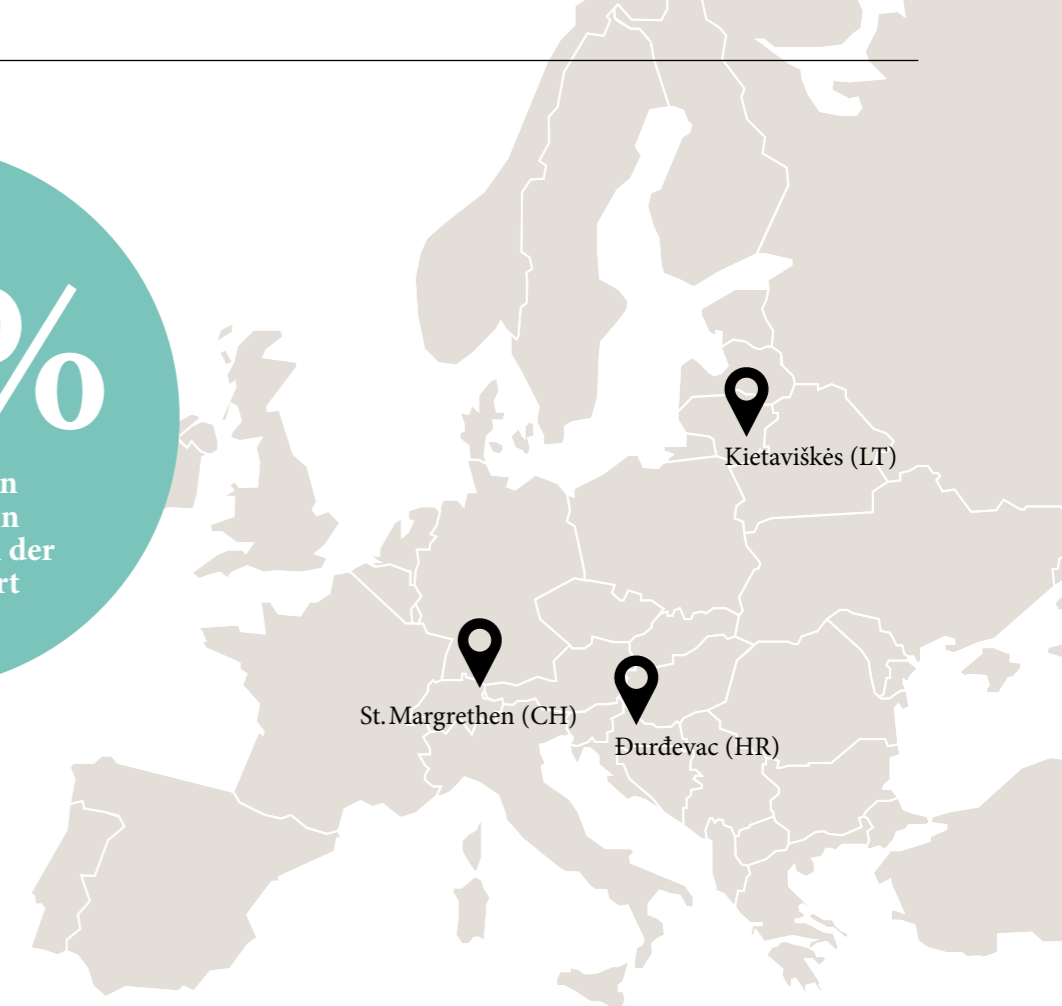 %
n
n
der
rt
Kietaviškės (LT)
St. Margrethen (CH)
Đurđevac (HR)